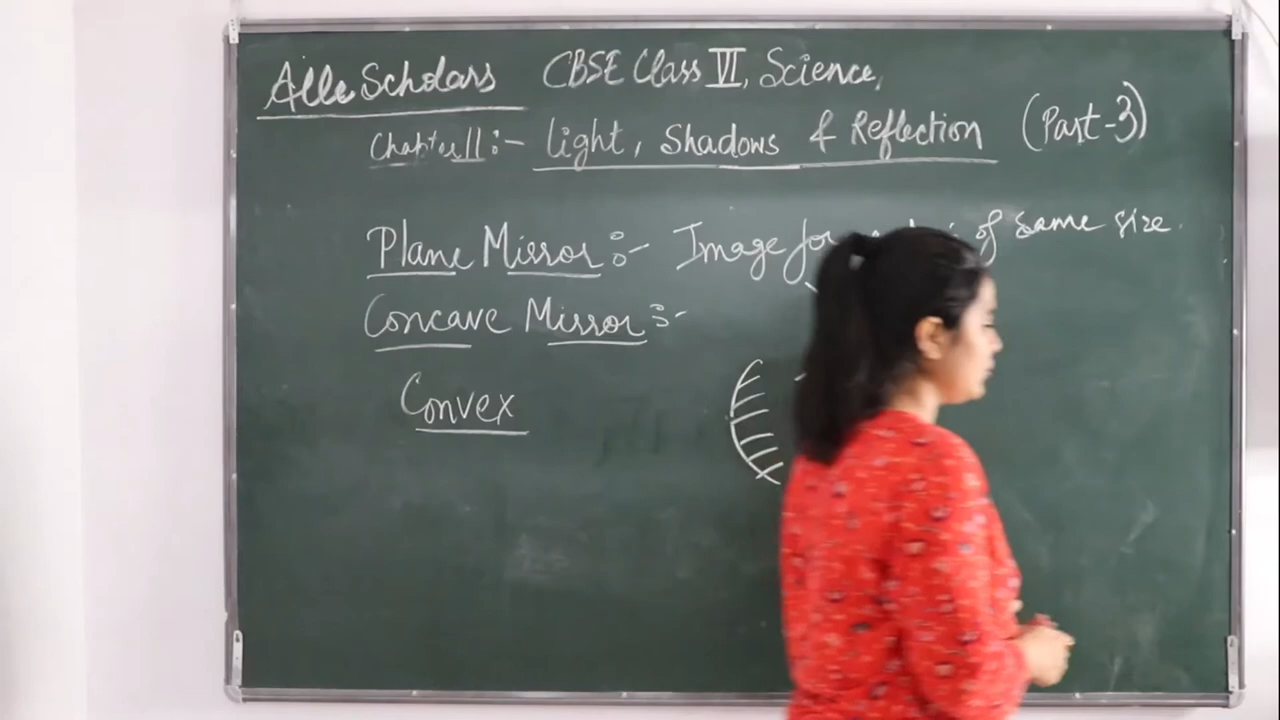 Alle Scholars CBSE Class VI, Science,
Chapter 11 :- Light, Shadows & Reflection (Part-3)
Plane Mirror :- Image of same size.
Concave Mirror :-
Convex